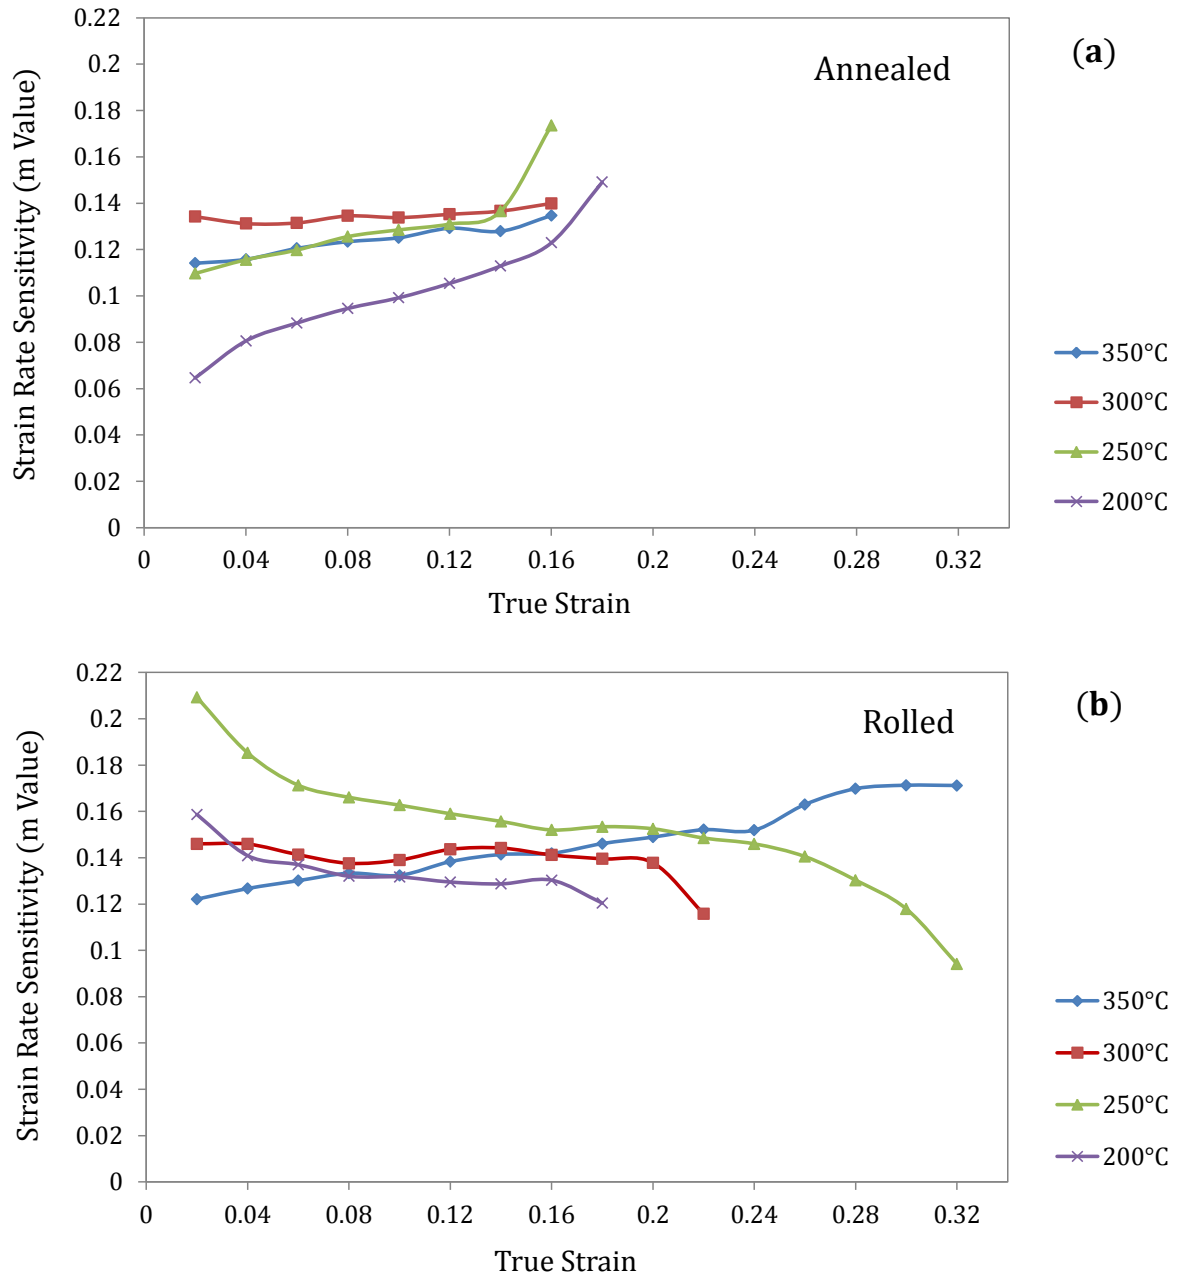 0.22
0.2
0.18
0.16
0.14
0.12
0.1
0.08
0.06
0.04
0.02
0
Strain Rate Sensitivity (m Value)
Annealed
(a)
350°C
300°C
250°C
200°C
0 0.04 0.08 0.12 0.16 0.2 0.24 0.28 0.32
True Strain
0.22
0.2
0.18
0.16
0.14
0.12
0.1
0.08
0.06
0.04
0.02
0
Strain Rate Sensitivity (m Value)
Rolled
(b)
350°C
300°C
250°C
200°C
0 0.04 0.08 0.12 0.16 0.2 0.24 0.28 0.32
True Strain